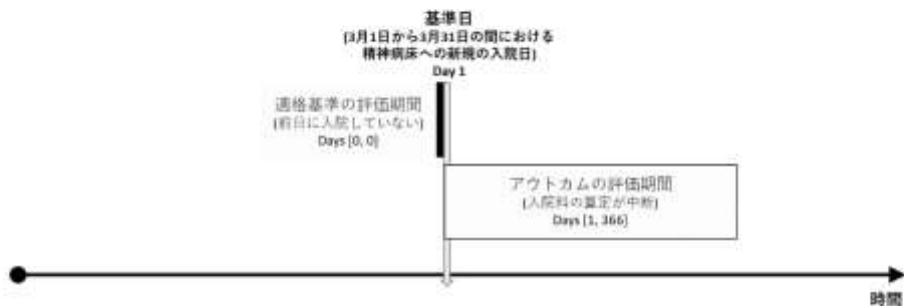 基準日
(3月1日から3月31日の間における
精神病床への新規の入院日)
Day 1
適格基準の評価期間
(前日に入院していない)
Days [0, 0]
アウトカムの評価期間
(入院料の算定が中断)
Days [1, 366]
時間